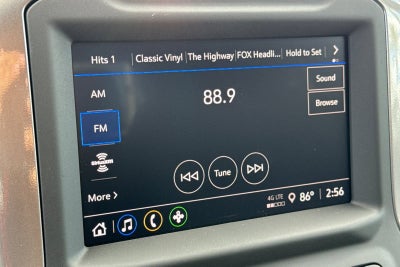 Hits 1 Classic Vinyl The Highway FOX Headli... Hold to Set
AM
Sound
88.9
Browse
FM
SiriusXM
Tune
More
4G LTE 86° 2:56